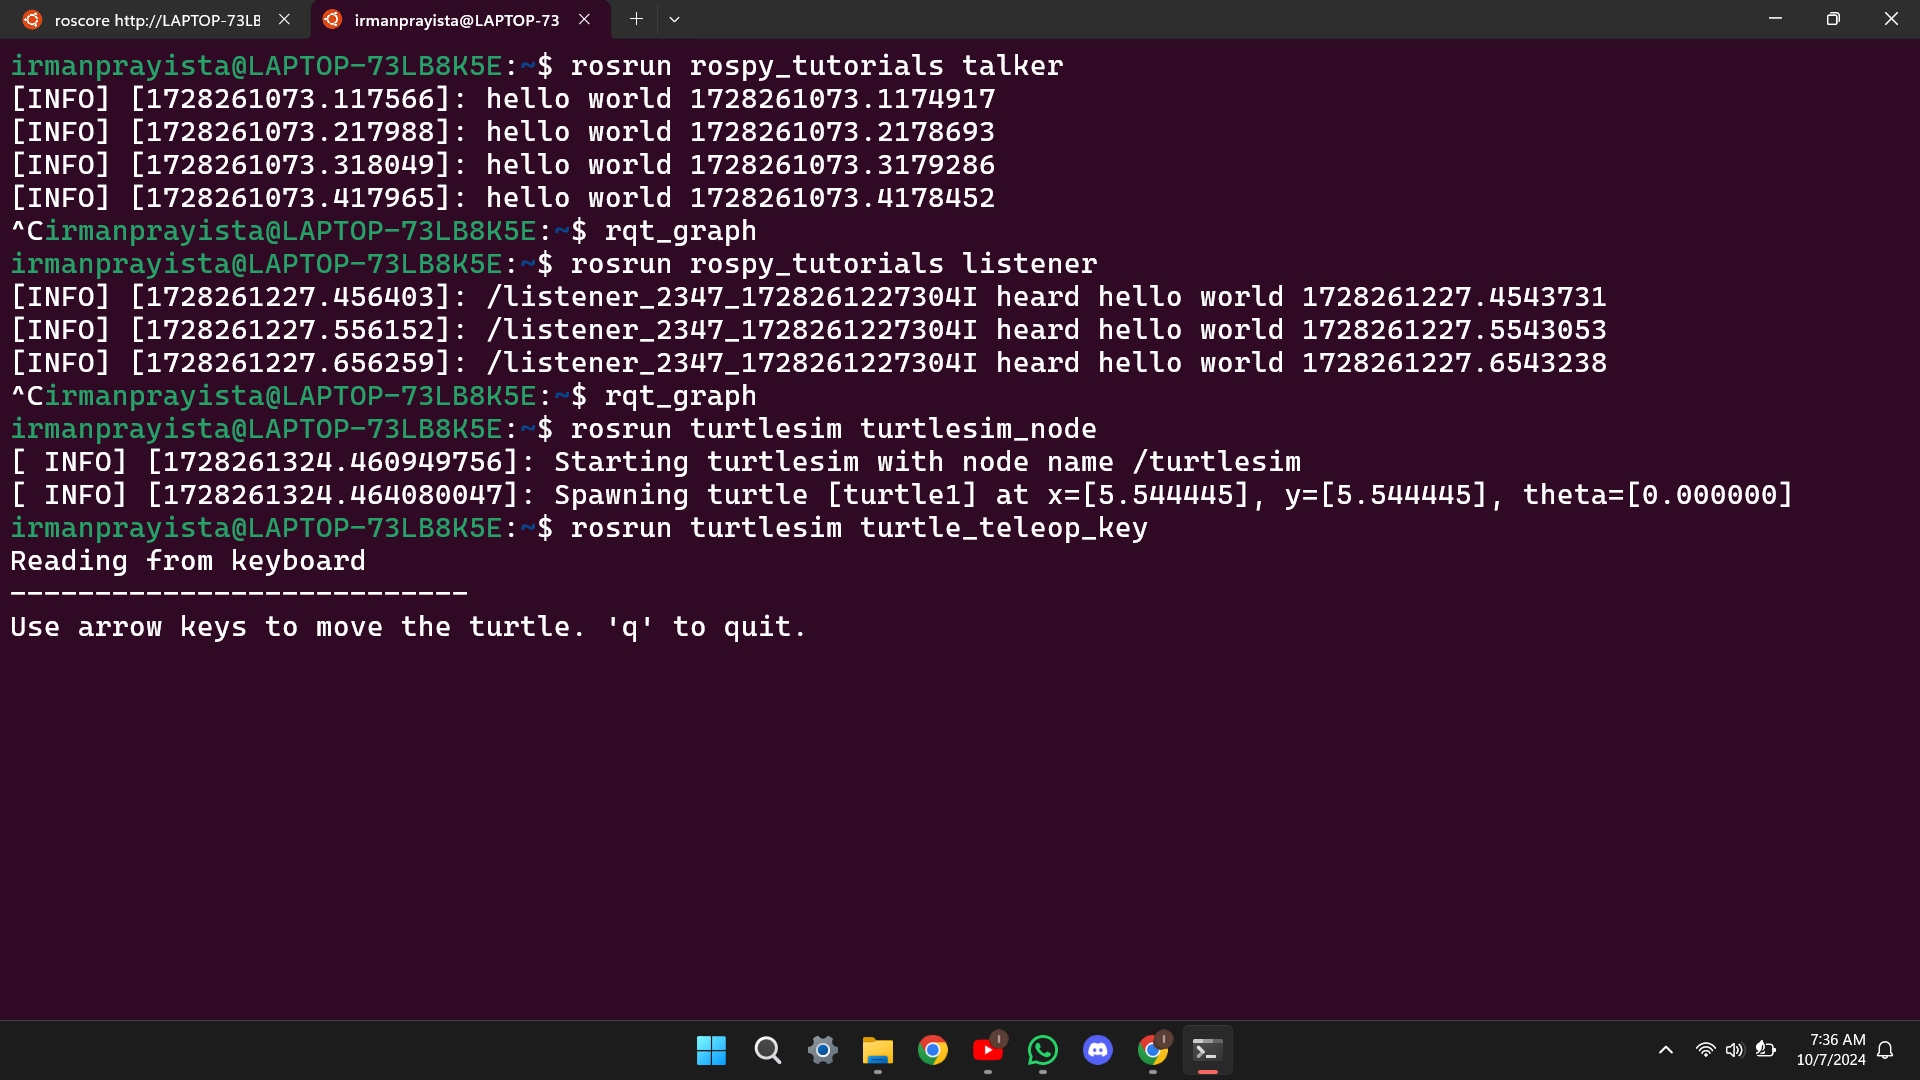 roscore http://LAPTOP-73LB
irmanprayista@LAPTOP-73
irmanprayista@LAPTOP-73LB8K5E:~$ rosrun rospy_tutorials talker
[INFO] [1728261073.117566]: hello world 1728261073.1174917
[INFO] [1728261073.217988]: hello world 1728261073.2178693
[INFO] [1728261073.318049]: hello world 1728261073.3179286
[INFO] [1728261073.417965]: hello world 1728261073.4178452
^Cirmanprayista@LAPTOP-73LB8K5E:~$ rqt_graph
irmanprayista@LAPTOP-73LB8K5E:~$ rosrun rospy_tutorials listener
[INFO] [1728261227.456403]: /listener_2347_1728261227304I heard hello world 1728261227.4543731
[INFO] [1728261227.556152]: /listener_2347_1728261227304I heard hello world 1728261227.5543053
[INFO] [1728261227.656259]: /listener_2347_1728261227304I heard hello world 1728261227.6543238
^Cirmanprayista@LAPTOP-73LB8K5E:~$ rqt_graph
irmanprayista@LAPTOP-73LB8K5E:~$ rosrun turtlesim turtlesim_node
[ INFO] [1728261324.460949756]: Starting turtlesim with node name /turtlesim
[ INFO] [1728261324.464080047]: Spawning turtle [turtle1] at x=[5.544445], y=[5.544445], theta=[0.000000]
irmanprayista@LAPTOP-73LB8K5E:~$ rosrun turtlesim turtle_teleop_key
Reading from keyboard
---------------------------
Use arrow keys to move the turtle. 'q' to quit.
7:36 AM
10/7/2024